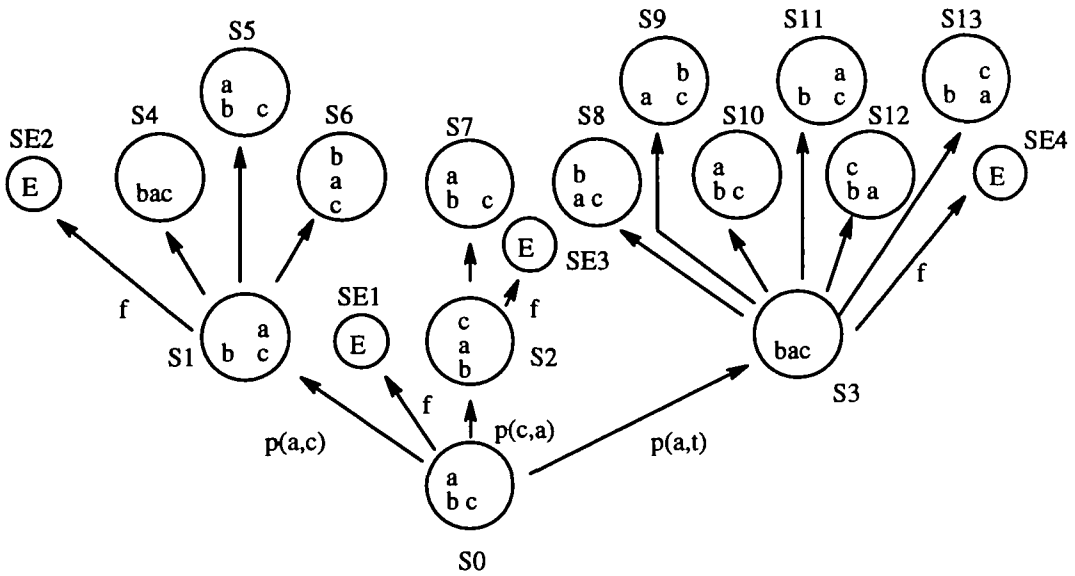 S5
a
b c
S9
b
a c
S11
a
b c
S13
c
b a
SE2
E
S4
bac
S6
b
a
c
S7
a
b c
S8
b
a c
S10
a
b c
S12
c
b a
SE4
E
E
SE3
f
f
f
SE1
E
S1
a
b c
c
a
b
S2
bac
S3
f
p(a,c)
p(c,a)
p(a,t)
a
b c
S0